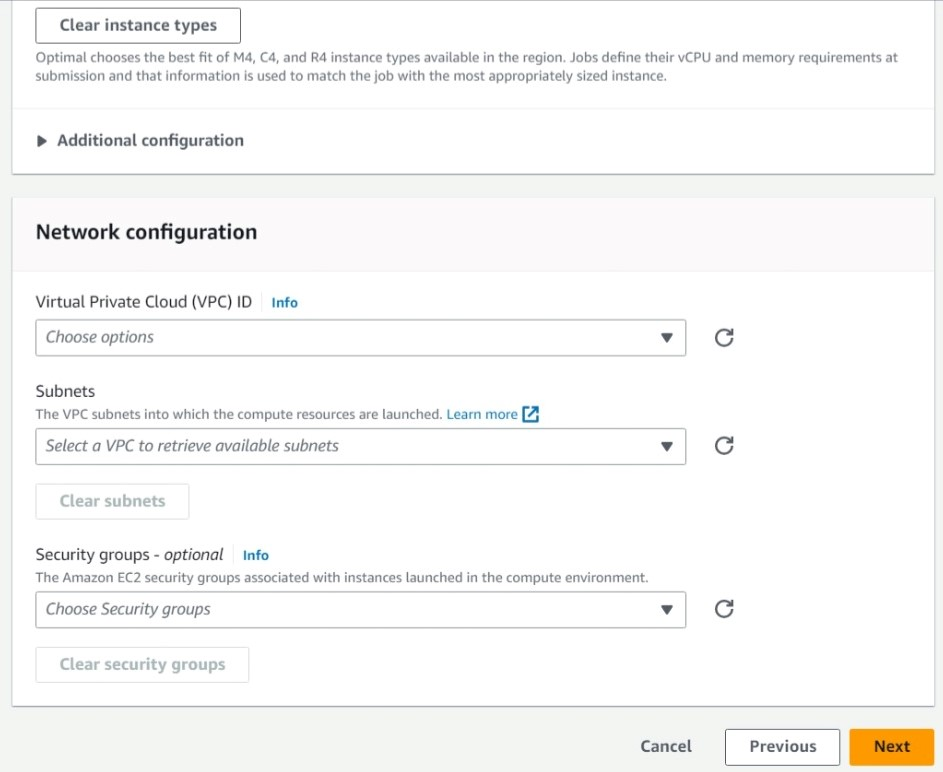 Clear instance types
Optimal chooses the best fit of M4, C4, and R4 instance types available in the region. Jobs define their vCPU and memory requirements at
submission and that information is used to match the job with the most appropriately sized instance.
Additional configuration
Network configuration
Virtual Private Cloud (VPC) ID Info
Choose options
Subnets
The VPC subnets into which the compute resources are launched. Learn more
Select a VPC to retrieve available subnets
Clear subnets
Security groups - optional Info
The Amazon EC2 security groups associated with instances launched in the compute environment.
Choose Security groups
Clear security groups
Cancel Previous Next